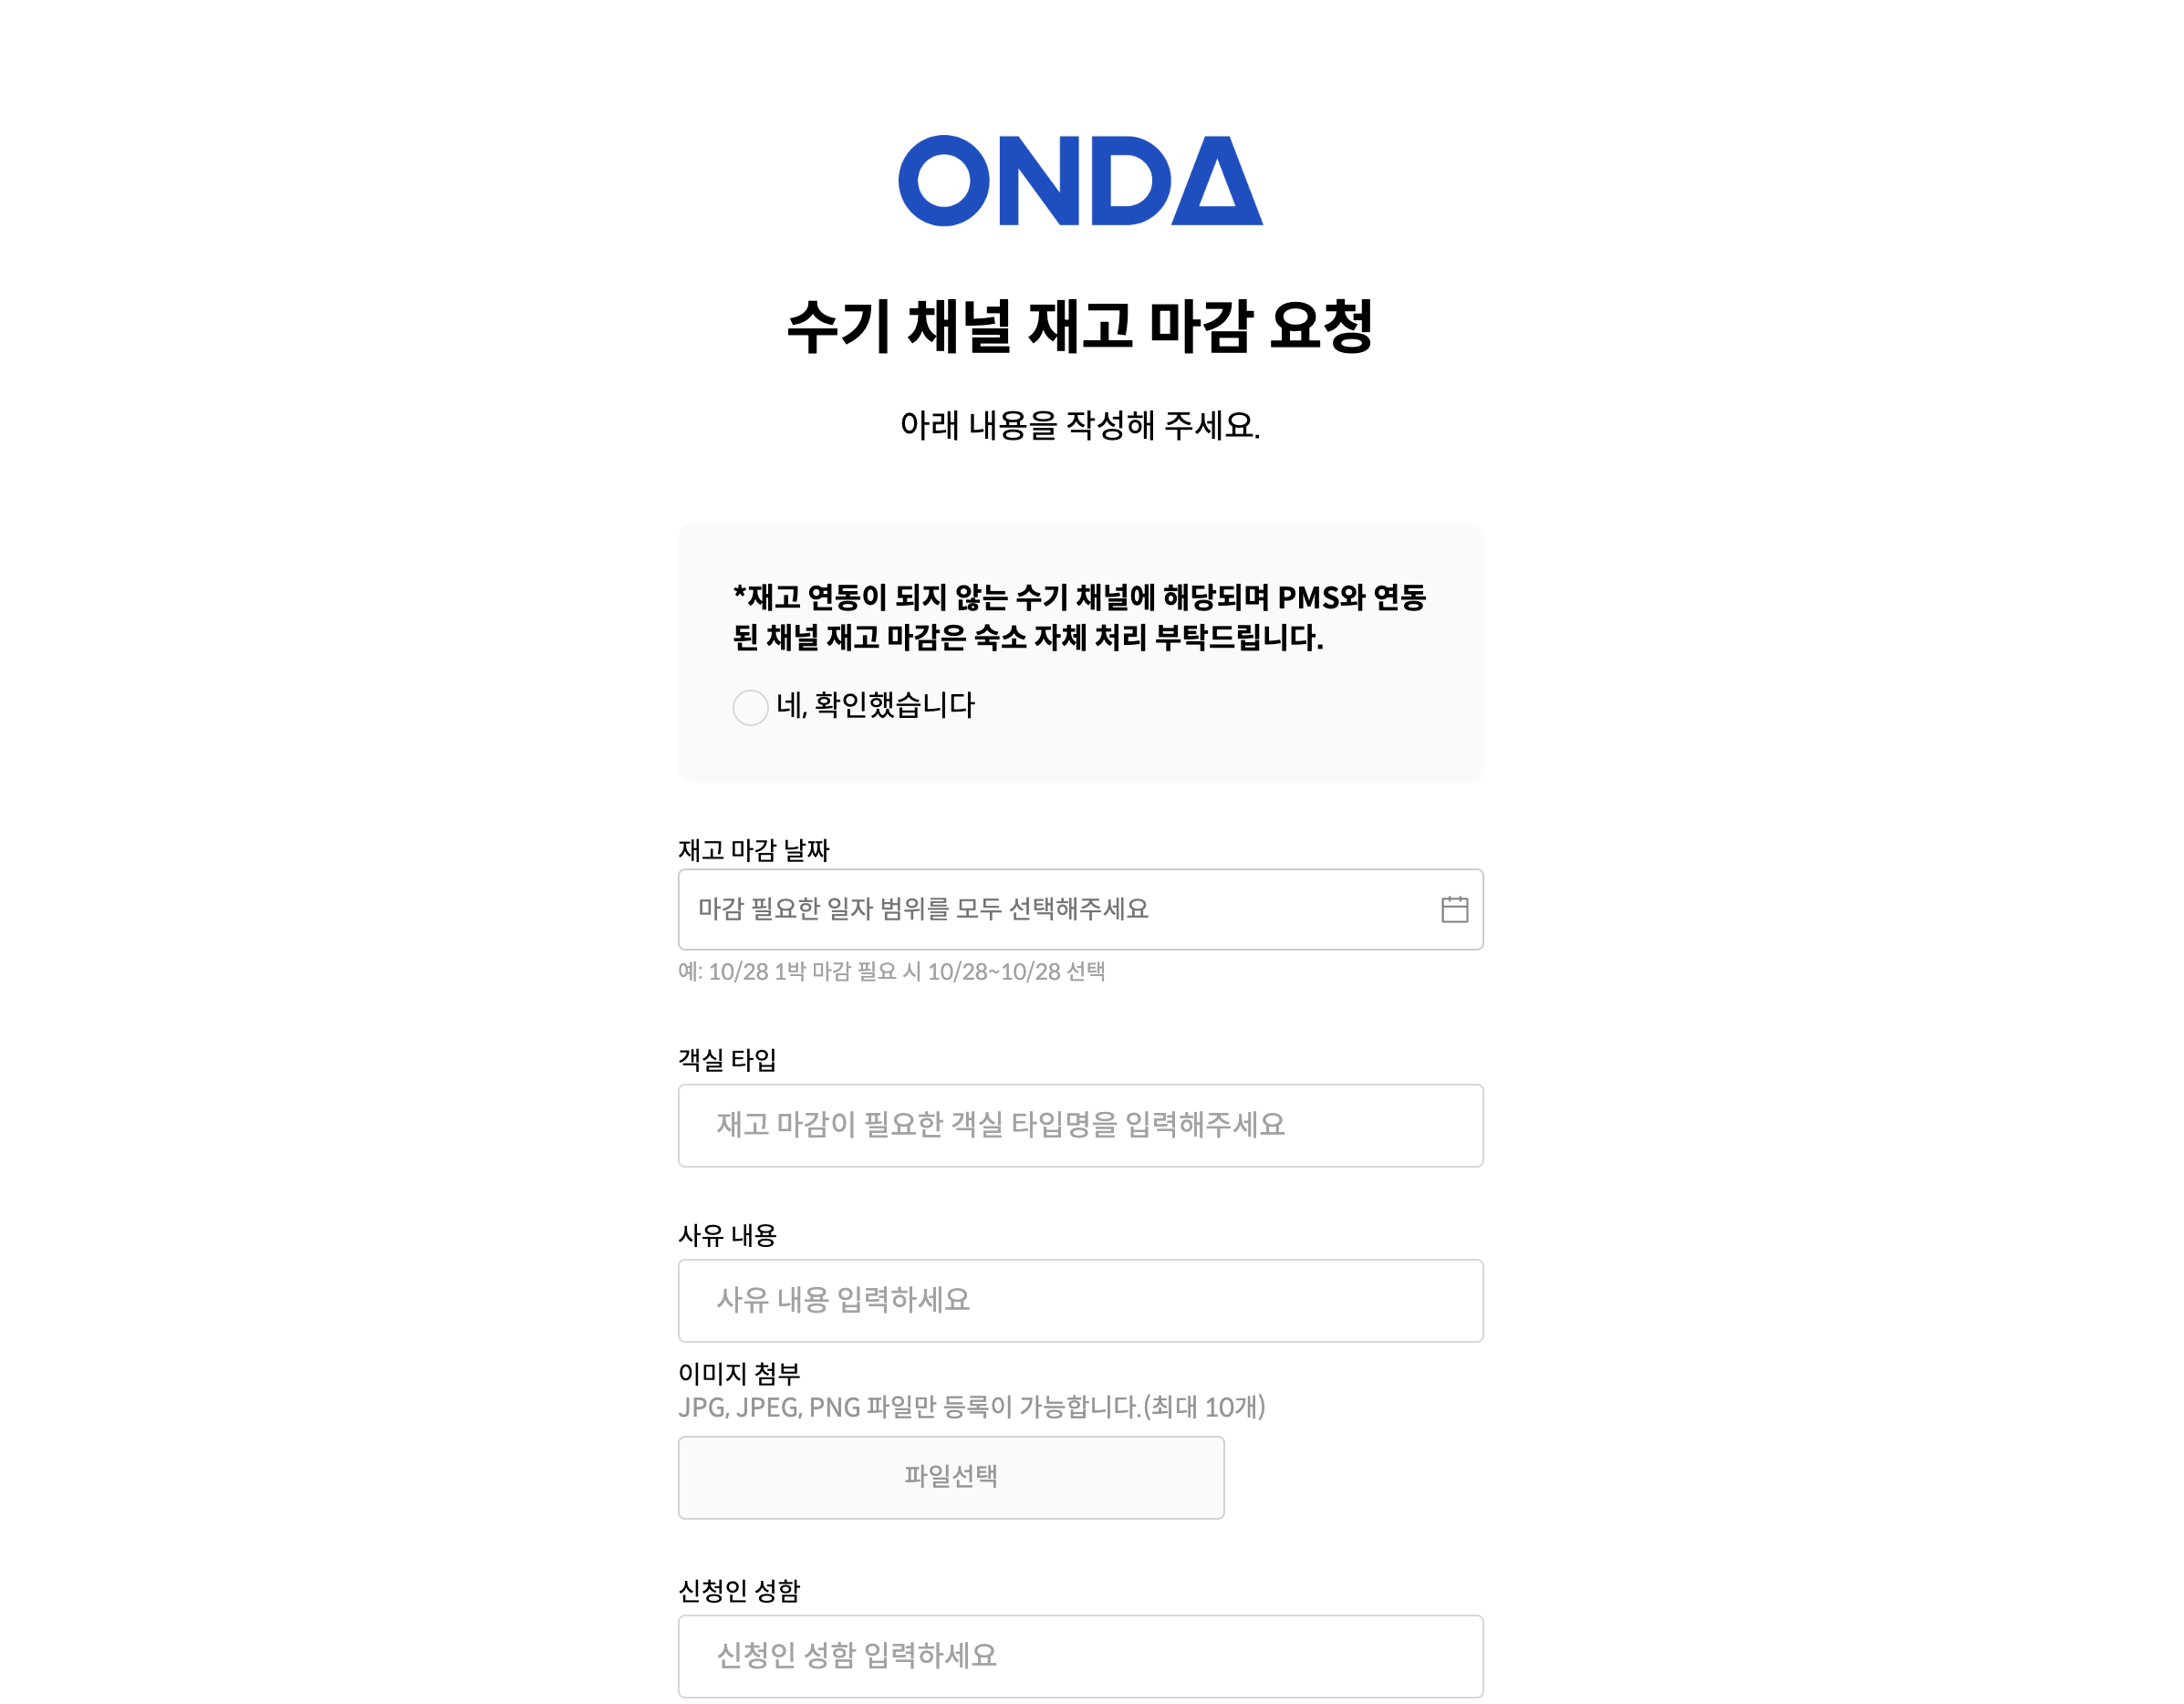 ONDA
수기 채널 재고 마감 요청
아래 내용을 작성해 주세요.
*재고 연동이 되지 않는 수기 채널에 해당되며 PMS와 연동
된 채널 재고 마감은 숙소 자체 처리 부탁드립니다.
네, 확인했습니다
재고 마감 날짜
마감 필요한 일자 범위를 모두 선택해주세요
예: 10/28 1박 마감 필요 시 10/28~10/28 선택
객실 타입
재고 마감이 필요한 객실 타입명을 입력해주세요
사유 내용
사유 내용 입력하세요
이미지 첨부
JPG, JPEG, PNG 파일만 등록이 가능합니다.(최대 10개)
파일선택
신청인 성함
신청인 성함 입력하세요